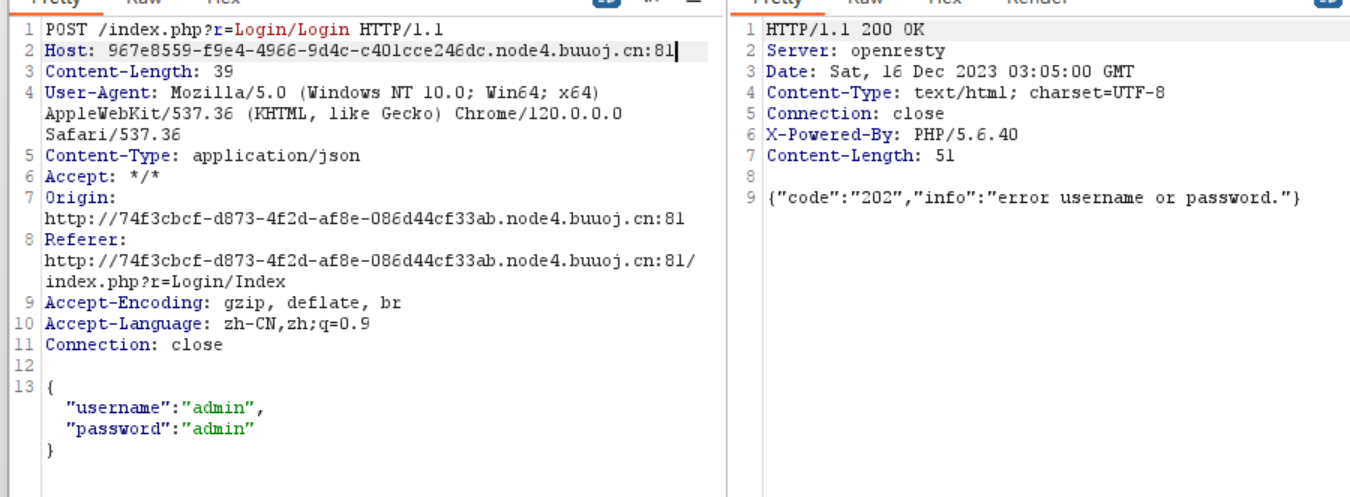 Pretty Raw Hex
1 POST /index.php?r=Login/Login HTTP/1.1
2 Host: 967e8559-f9e4-4966-9d4c-c401cce246dc.node4.buuoj.cn:81
3 Content-Length: 39
4 User-Agent: Mozilla/5.0 (Windows NT 10.0; Win64; x64)
AppleWebKit/537.36 (KHTML, like Gecko) Chrome/120.0.0.0
Safari/537.36
5 Content-Type: application/json
6 Accept: */*
7 Origin:
http://74f3cbcf-d873-4f2d-af8e-086d44cf33ab.node4.buuoj.cn:81
8 Referer:
http://74f3cbcf-d873-4f2d-af8e-086d44cf33ab.node4.buuoj.cn:81/
index.php?r=Login/Index
9 Accept-Encoding: gzip, deflate, br
10 Accept-Language: zh-CN,zh;q=0.9
11 Connection: close
12
13 {
"username":"admin",
"password":"admin"
}
Pretty Raw Hex Render
1 HTTP/1.1 200 OK
2 Server: openresty
3 Date: Sat, 16 Dec 2023 03:05:00 GMT
4 Content-Type: text/html; charset=UTF-8
5 Connection: close
6 X-Powered-By: PHP/5.6.40
7 Content-Length: 51
8
9 {"code":"202","info":"error username or password."}